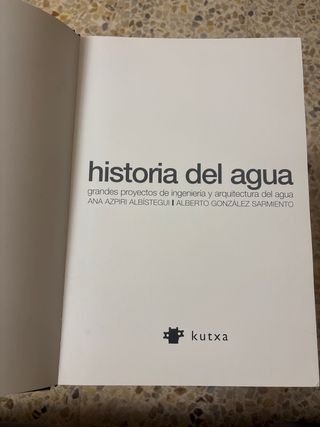 historia del agua
grandes proyectos de ingeniería y arquitectura del agua
ANA AZPIRI ALBÍSTEGUI | ALBERTO GONZÁLEZ SARMIENTO
kutxa